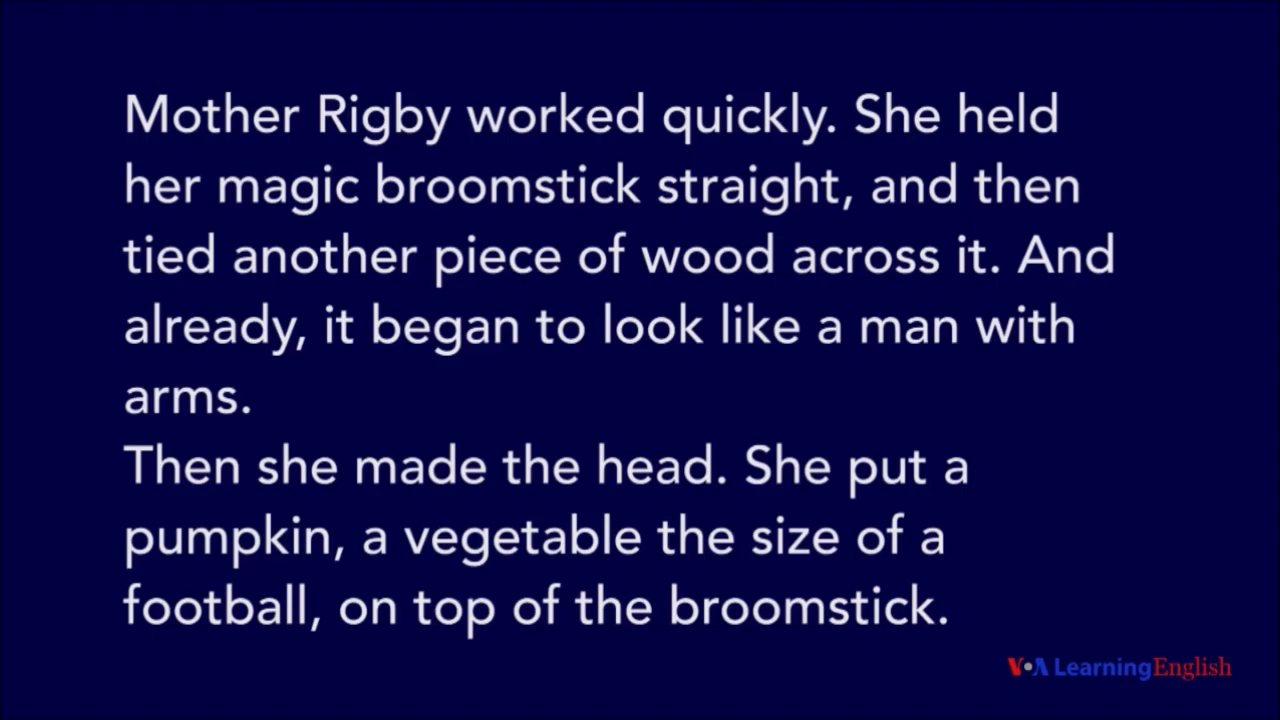 Mother Rigby worked quickly. She held
her magic broomstick straight, and then
tied another piece of wood across it. And
already, it began to look like a man with
arms.
Then she made the head. She put a
pumpkin, a vegetable the size of a
football, on top of the broomstick.
VOA LearningEnglish